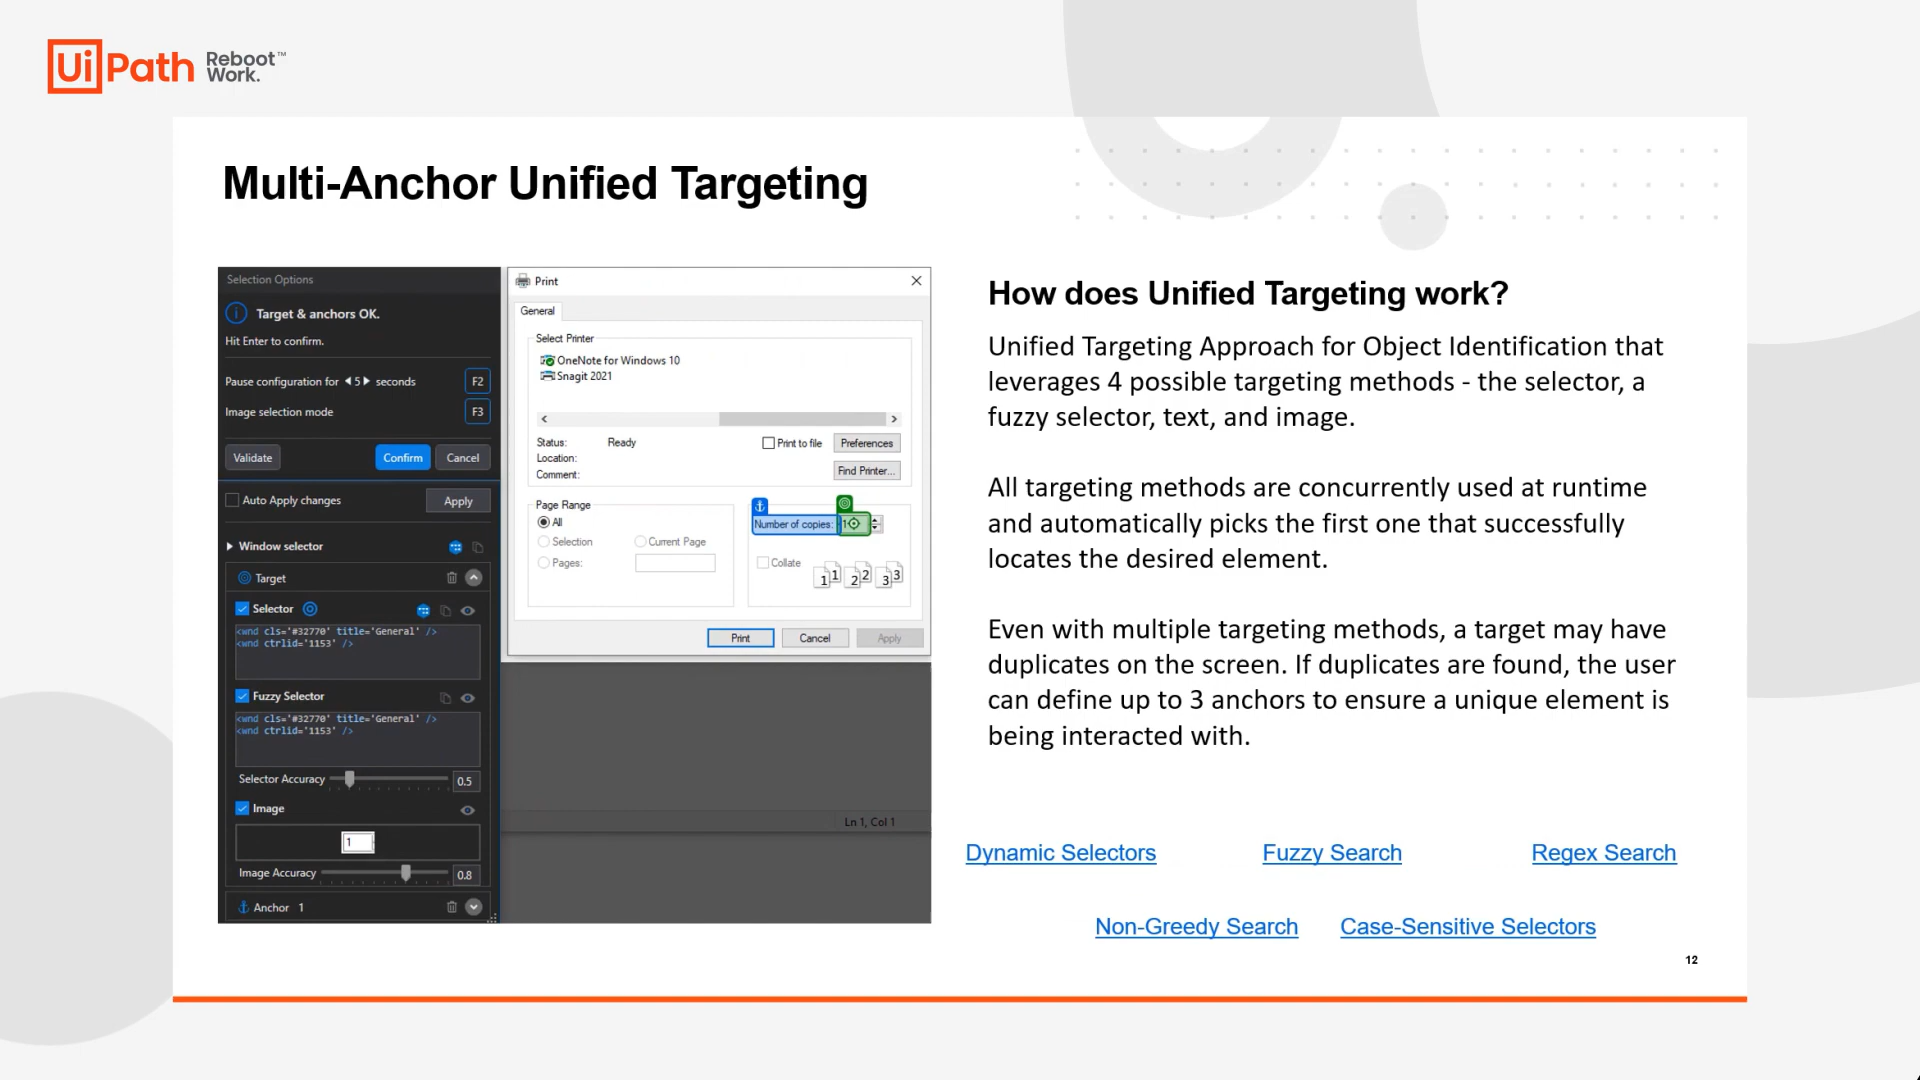 UiPath Reboot™
Work.
Multi-Anchor Unified Targeting
Selection Options
Target & anchors OK.
Hit Enter to confirm.
Pause configuration for 5 seconds F2
Image selection mode F3
Validate Confirm Cancel
Auto Apply changes Apply
Window selector
Target
Selector
<wnd cls='#32770' title='General' />
<wnd ctrlid='1153' />
Fuzzy Selector
<wnd cls='#32770' title='General' />
<wnd ctrlid='1153' />
Selector Accuracy 0.5
Image
1
Image Accuracy 0.8
Anchor 1
Print
General
Select Printer
OneNote for Windows 10
Snagit 2021
Status: Ready Print to file Preferences
Location:
Comment: Find Printer...
Page Range
All
Selection Current Page
Pages:
Number of copies: 1
Collate
1 1 2 2 3 3
Print Cancel Apply
Ln 1, Col 1
How does Unified Targeting work?
Unified Targeting Approach for Object Identification that
leverages 4 possible targeting methods - the selector, a
fuzzy selector, text, and image.
All targeting methods are concurrently used at runtime
and automatically picks the first one that successfully
locates the desired element.
Even with multiple targeting methods, a target may have
duplicates on the screen. If duplicates are found, the user
can define up to 3 anchors to ensure a unique element is
being interacted with.
Dynamic Selectors Fuzzy Search Regex Search
Non-Greedy Search Case-Sensitive Selectors
12